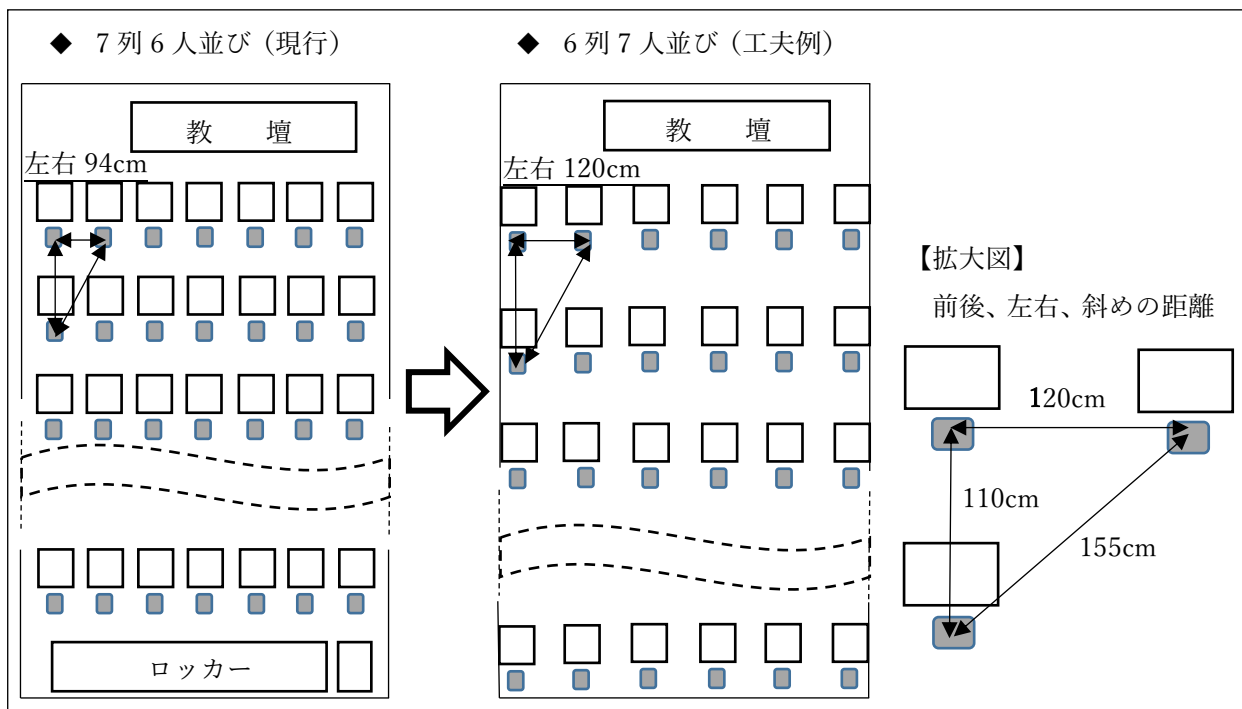 ◆ 7列6人並び（現行）
教　壇
左右 94cm
ロッカー
◆ 6列7人並び（工夫例）
教　壇
左右 120cm
【拡大図】
前後、左右、斜めの距離
120cm
110cm
155cm